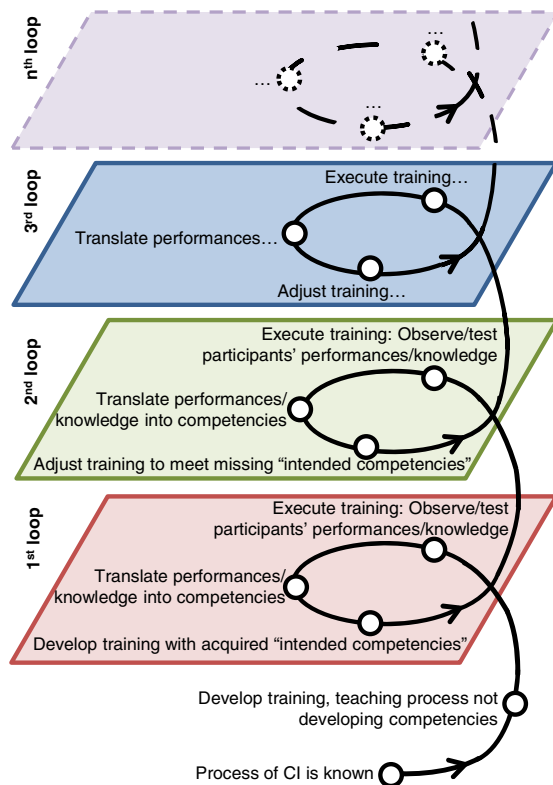 nth loop
…
…
…
3rd loop
Execute training…
Translate performances…
Adjust training…
2nd loop
Execute training: Observe/test
participants’ performances/knowledge
Translate performances/
knowledge into competencies
Adjust training to meet missing “intended competencies”
1st loop
Execute training: Observe/test
participants’ performances/knowledge
Translate performances/
knowledge into competencies
Develop training with acquired “intended competencies”
Develop training, teaching process not
developing competencies
Process of CI is known